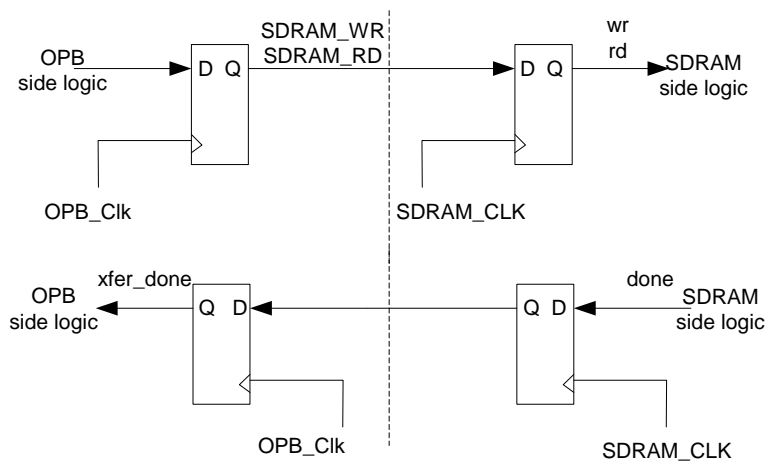 OPB
side logic
D Q
SDRAM_WR
SDRAM_RD
D Q
wr
rd
SDRAM
side logic
OPB_Clk
SDRAM_CLK
OPB
side logic
xfer_done
Q D
Q D
done
SDRAM
side logic
OPB_Clk
SDRAM_CLK